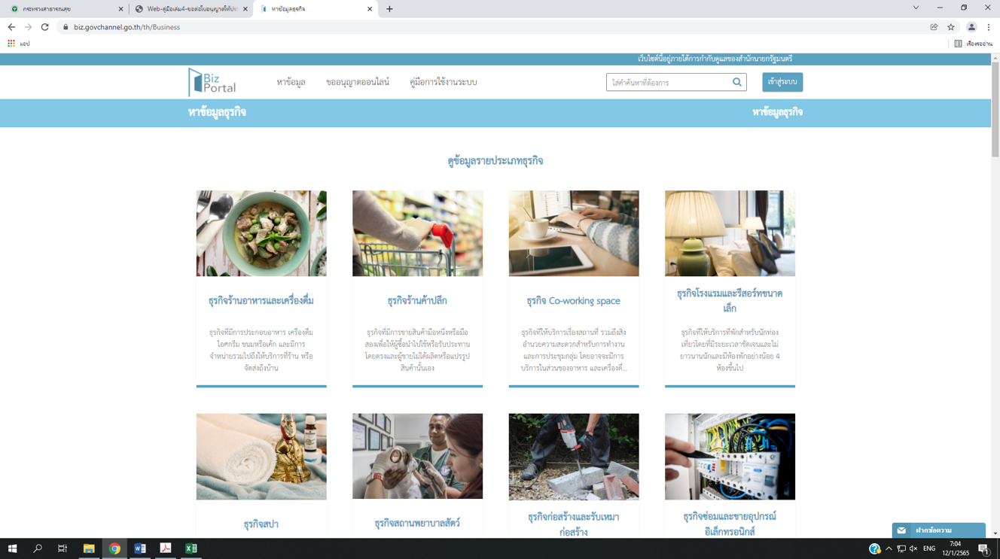 กระทรวงสาธารณสุข
Web-คู่มือเล่ม4-ขอต่อใบอนุญาตให้ประ
หาข้อมูลธุรกิจ
biz.govchannel.go.th/th/Business
แอป
เรื่องรออ่าน
เว็บไซต์นี้อยู่ภายใต้การกำกับดูแลของสำนักนายกรัฐมนตรี
Biz Portal
หาข้อมูล ขออนุญาตออนไลน์ คู่มือการใช้งานระบบ
ใส่คำค้นหาที่ต้องการ
เข้าสู่ระบบ
หาข้อมูลธุรกิจ
หาข้อมูลธุรกิจ
ดูข้อมูลรายประเภทธุรกิจ
ธุรกิจร้านอาหารและเครื่องดื่ม
ธุรกิจที่มีการประกอบอาหาร เครื่องดื่ม
ไอศกรีม ขนมหรือเค้ก และมีการ
จำหน่ายรวมไปถึงให้บริการที่ร้าน หรือ
จัดส่งถึงบ้าน
ธุรกิจร้านค้าปลีก
ธุรกิจที่มีการขายสินค้ามือหนึ่งหรือมือ
สองเพื่อให้ผู้ซื้อนำไปใช้หรือรับประทาน
โดยตรงและผู้ขายไม่ได้ผลิตหรือแปรรูป
สินค้านั้นเอง
ธุรกิจ Co-working space
ธุรกิจที่ให้บริการเรื่องสถานที่ รวมถึงสิ่ง
อำนวยความสะดวกสำหรับการทำงาน
และการประชุมกลุ่ม โดยอาจจะมีการ
บริการในส่วนของอาหาร และเครื่องดื่...
ธุรกิจโรงแรมและรีสอร์ทขนาด
เล็ก
ธุรกิจที่ให้บริการที่พักสำหรับนักท่อง
เที่ยวโดยที่มีระยะเวลาชัดเจนและไม่
ยาวนานนักและมีห้องพักอย่างน้อย 4
ห้องขึ้นไป
ธุรกิจสปา
ธุรกิจสถานพยาบาลสัตว์
ธุรกิจก่อสร้างและรับเหมา
ก่อสร้าง
ธุรกิจซ่อมและขายอุปกรณ์
อิเล็กทรอนิกส์
ฝากข้อความ
ENG
7:04
12/1/2565
1